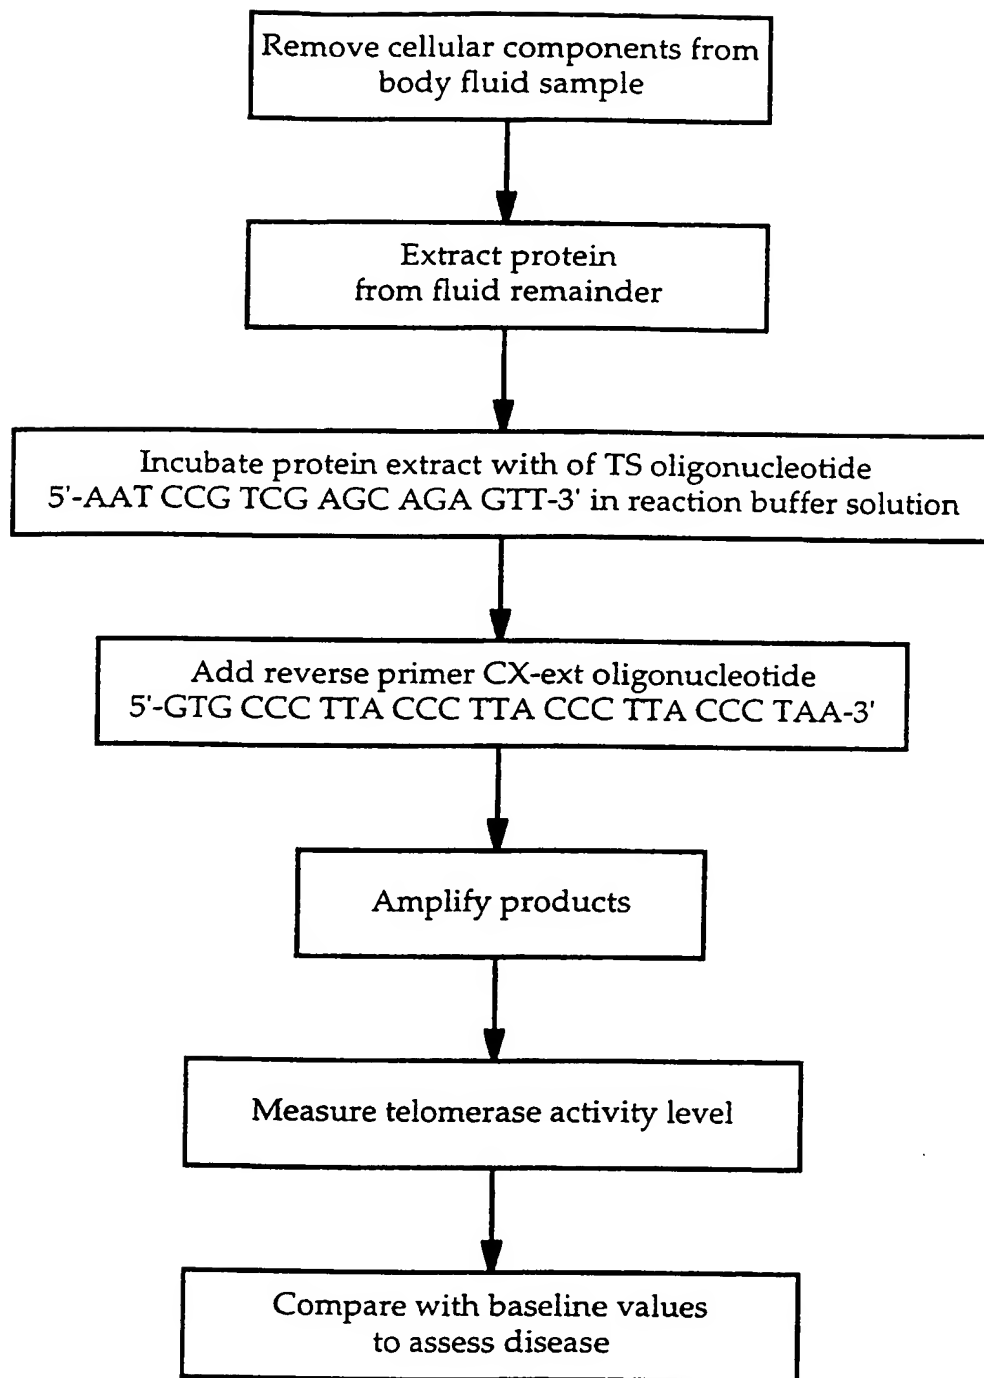 Remove cellular components from
body fluid sample
Extract protein
from fluid remainder
Incubate protein extract with of TS oligonucleotide
5'-AAT CCG TCG AGC AGA GTT-3' in reaction buffer solution
Add reverse primer CX-ext oligonucleotide
5'-GTG CCC TTA CCC TTA CCC TTA CCC TAA-3'
Amplify products
Measure telomerase activity level
Compare with baseline values
to assess disease